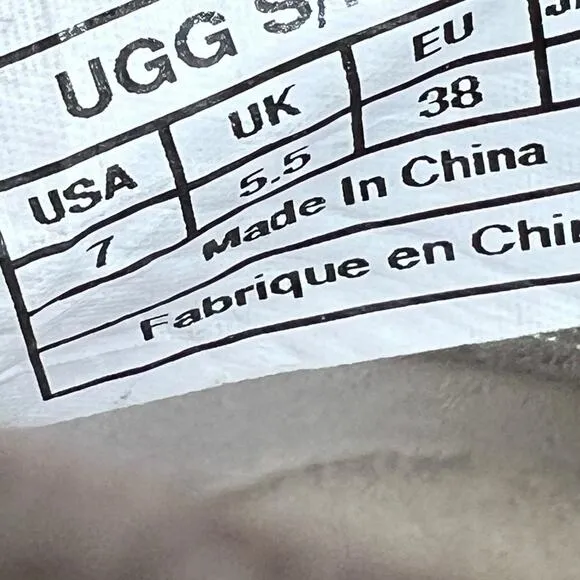 UGG
USA UK EU
7 5.5 38
Made In China
Fabrique en